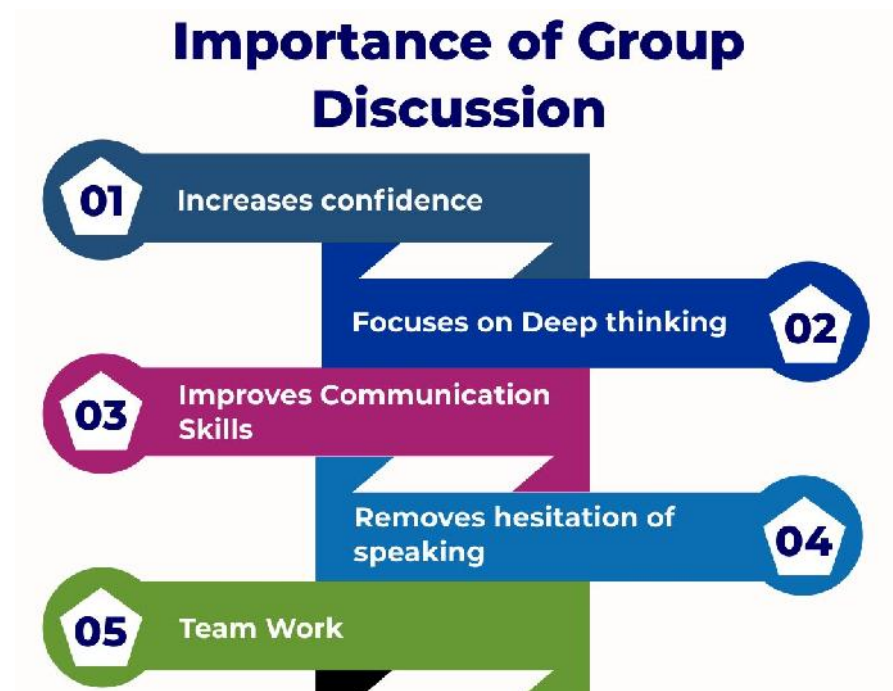 Importance of Group
Discussion
01
Increases confidence
Focuses on Deep thinking
02
03
Improves Communication
Skills
Removes hesitation of
speaking
04
05
Team Work